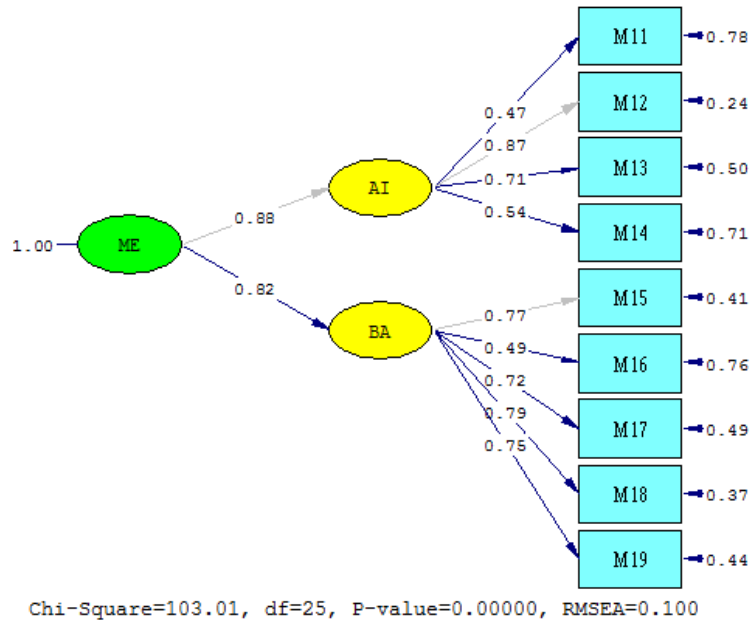 M11
0.78
M12
0.24
0.47
0.87
M13
0.50
AI
0.71
0.54
0.88
M14
0.71
1.00
ME
0.82
M15
0.41
0.77
BA
0.49
M16
0.76
0.72
0.79
M17
0.49
0.75
M18
0.37
M19
0.44
Chi-Square=103.01, df=25, P-value=0.00000, RMSEA=0.100